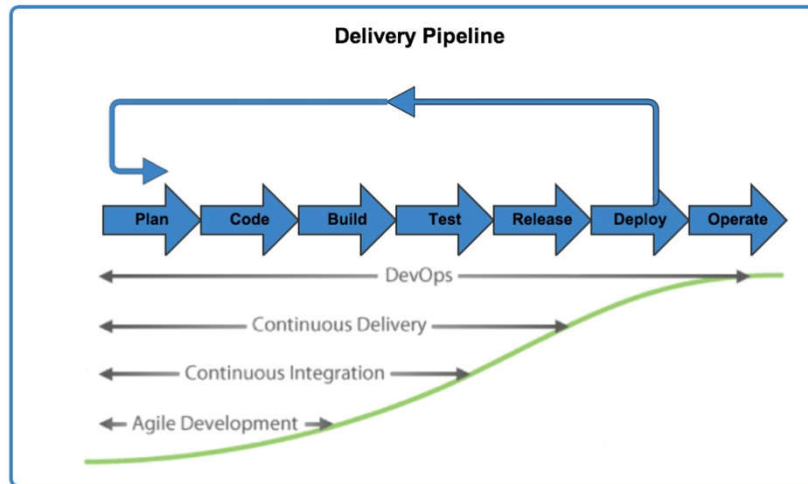 Delivery Pipeline
Plan Code Build Test Release Deploy Operate
DevOps
Continuous Delivery
Continuous Integration
Agile Development